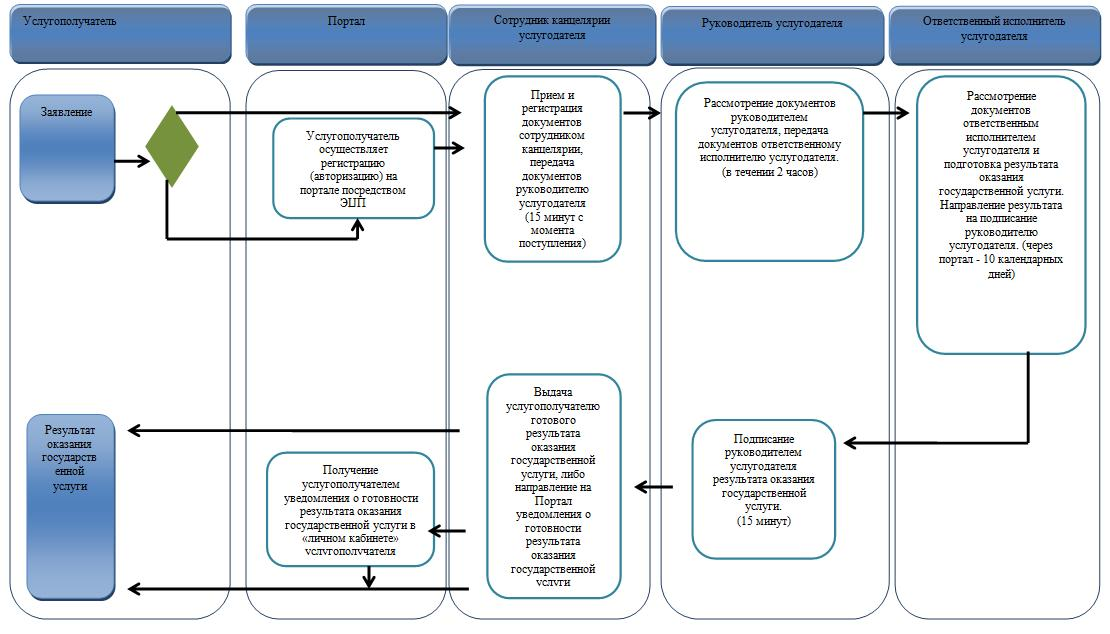 Услугополучатель
Портал
Сотрудник канцелярии
услугодателя
Руководитель услугодателя
Ответственный исполнитель
услугодателя
Заявление
Услугополучатель
осуществляет
регистрацию
(авторизацию) на
портале посредством
ЭЦП
Прием и
регистрация
документов
сотрудником
канцелярии,
передача
документов
руководителю
услугодателя
(15 минут с
момента
поступления)
Рассмотрение документов
руководителем
услугодателя, передача
документов ответственному
исполнителю услугодателя.
(в течении 2 часов)
Рассмотрение
документов
ответственным
исполнителем
услугодателя и
подготовка результата
оказания
государственной услуги.
Направление результата
на подписание
руководителю
услугодателя. (через
портал - 10 календарных
дней)
Результат
оказания
государств
енной
услуги
Получение
услугополучателем
уведомления о готовности
результата оказания
государственной услуги в
«личном кабинете»
услугополучателя
Выдача
услугополучателю
готового
результата
оказания
государственной
услуги, либо
направление на
Портал
уведомления о
готовности
результата
оказания
государственной
услуги
Подписание
руководителем
услугодателя
результата оказания
государственной
услуги.
(15 минут)